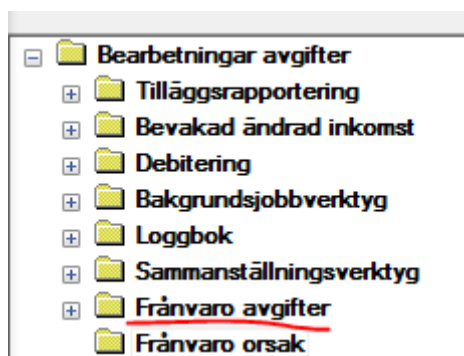 Bearbetningar avgifter
Tilläggsrapportering
Bevakad ändrad inkomst
Debitering
Bakgrundsjobbverktyg
Loggbok
Sammanställningsverktyg
Frånvaro avgifter
Frånvaro orsak